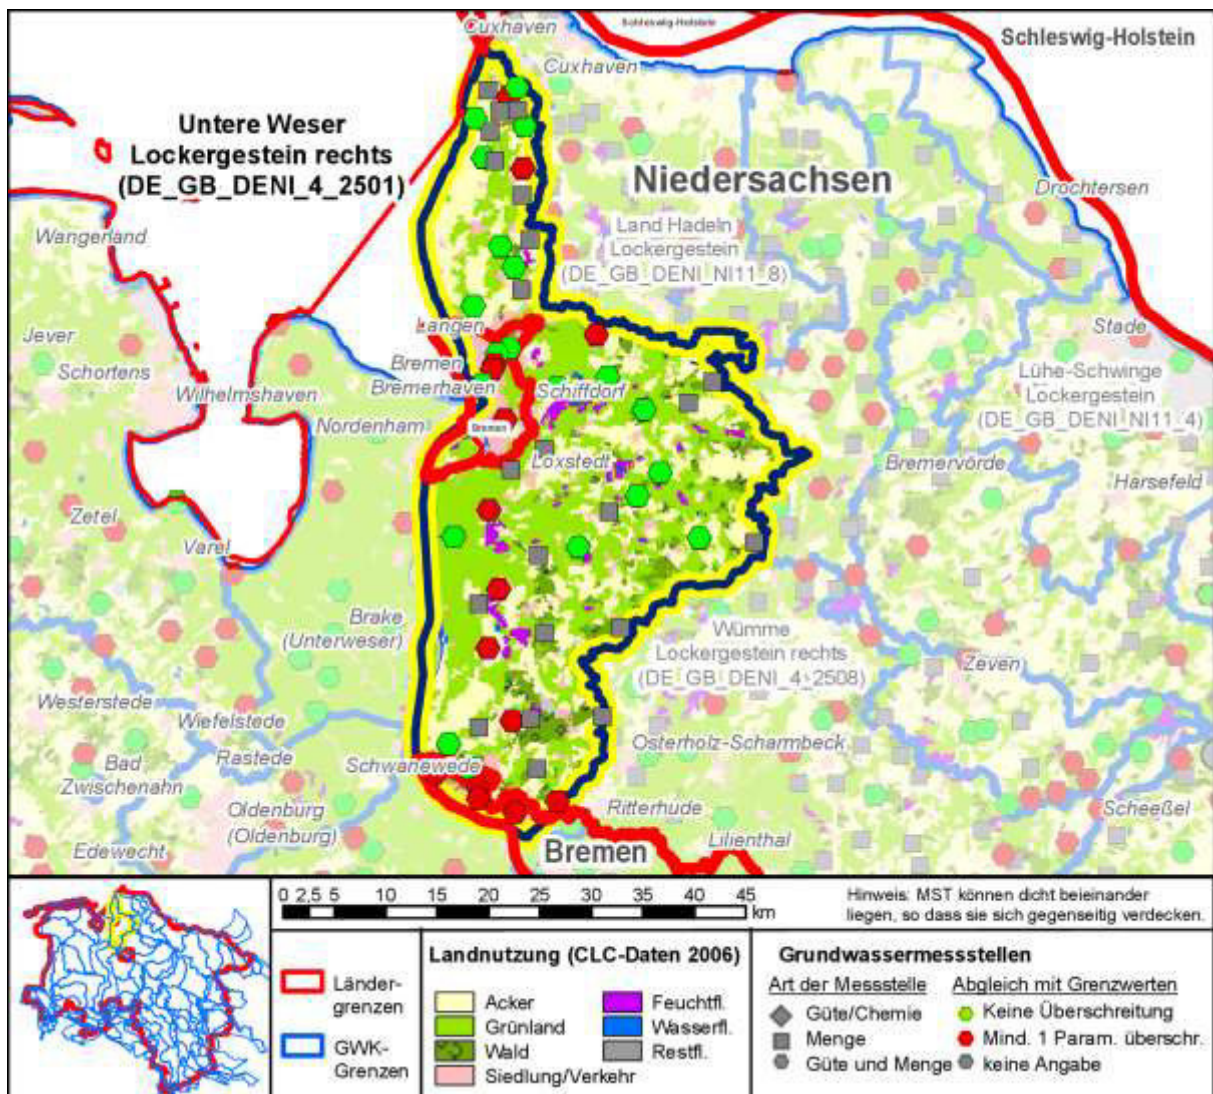 Cuxhaven
Schleswig-Holstein
Schleswig-Holstein
Cuxhaven
Untere Weser
Lockergestein rechts
(DE_GB_DENI_4_2501)
Niedersachsen
Drochtersen
Wangerland
Land Hadeln
Lockergestein
(DE_GB_DENI_NI11_8)
Jever
Schortens
Langen
Stade
Bremen
Bremerhaven
Wilhelmshaven
Schiffdorf
Lühe-Schwinge
Lockergestein
(DE_GB_DENI_NI11_4)
Nordenham
Bremen
Loxstedt
Bremervörde
Harsefeld
Zetel
Varel
Brake
(Unterweser)
Wümme
Lockergestein rechts
(DE_GB_DENI_4_2508)
Zeven
Westerstede
Wiefelstede
Rastede
Bad
Zwischenahn
Schwanewede
Osterholz-Scharmbeck
Oldenburg
(Oldenburg)
Ritterhude
Scheeßel
Edewecht
Lilienthal
Bremen
0 2,5 5 10 15 20 25 30 35 40 45
km
Hinweis: MST können dicht beieinander
liegen, so dass sie sich gegenseitig verdecken.
Länder-
grenzen
GWK-
Grenzen
Landnutzung (CLC-Daten 2006)
Acker
Grünland
Wald
Siedlung/Verkehr
Feuchtfl.
Wasserfl.
Restfl.
Grundwassermessstellen
Art der Messstelle
Güte/Chemie
Menge
Güte und Menge
Abgleich mit Grenzwerten
Keine Überschreitung
Mind. 1 Param. überschr.
keine Angabe